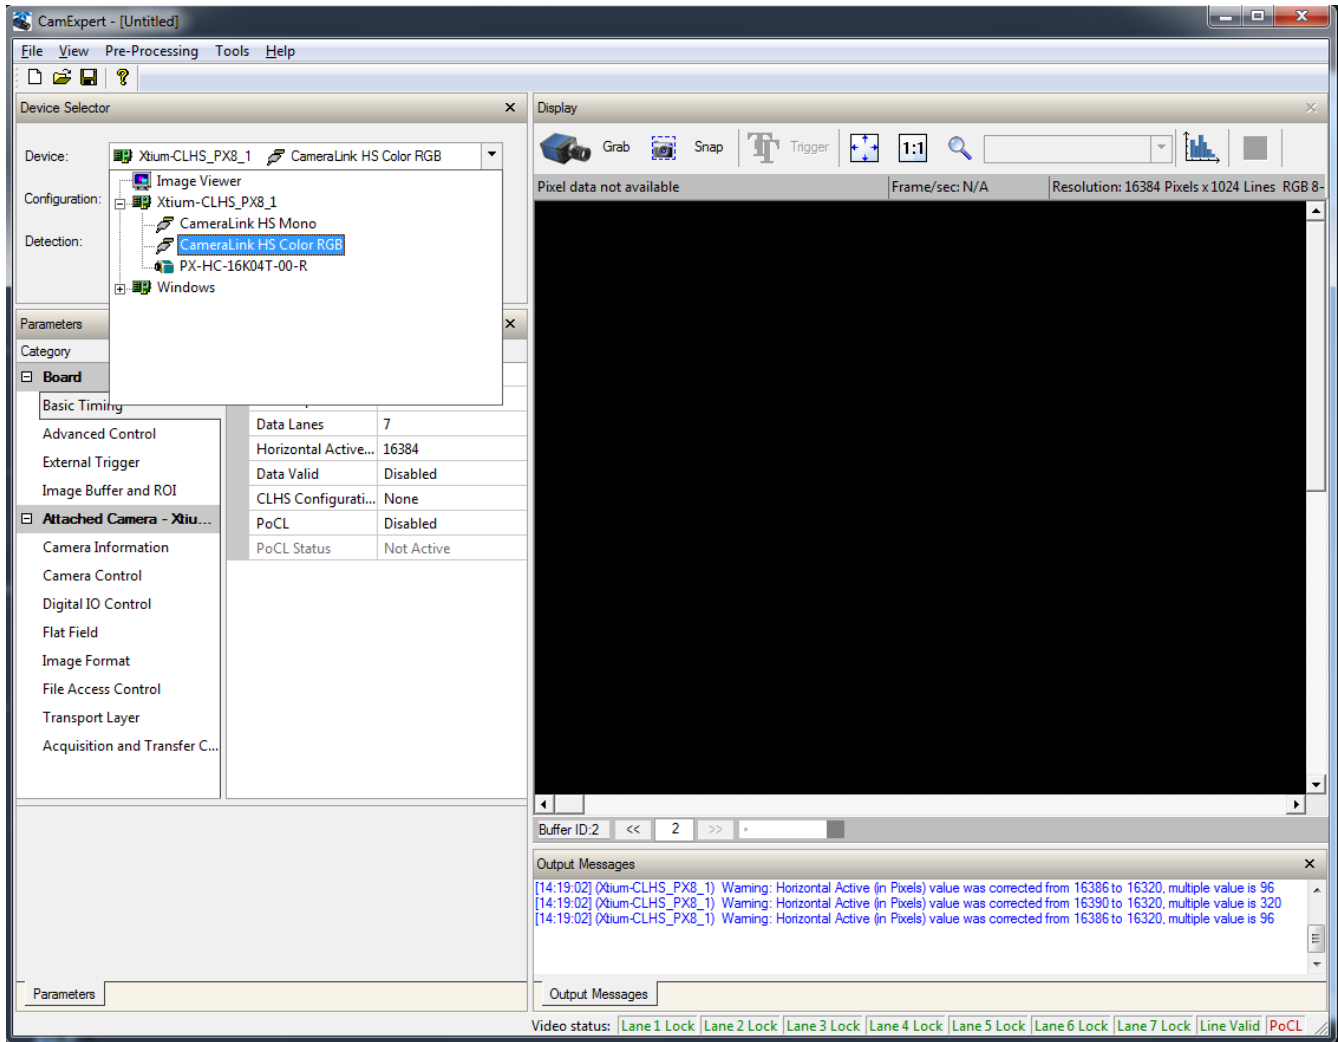 CamExpert - [Untitled]
File View Pre-Processing Tools Help
Device Selector
Device: Xtium-CLHS_PX8_1 CameraLink HS Color RGB
Configuration:
Detection:
Image Viewer
Xtium-CLHS_PX8_1
CameraLink HS Mono
CameraLink HS Color RGB
PX-HC-16K04T-00-R
Windows
Parameters
Category
Board
Basic Timing
Advanced Control
External Trigger
Image Buffer and ROI
Attached Camera - Xtiu...
Camera Information
Camera Control
Digital IO Control
Flat Field
Image Format
File Access Control
Transport Layer
Acquisition and Transfer C...
Data Lanes 7
Horizontal Active... 16384
Data Valid Disabled
CLHS Configurati... None
PoCL Disabled
PoCL Status Not Active
Parameters
Display
Grab Snap Trigger 1:1
Pixel data not available Frame/sec: N/A Resolution: 16384 Pixels x 1024 Lines RGB 8-
Buffer ID:2 << 2 >>
Output Messages
[14:19:02] (Xtium-CLHS_PX8_1) Warning: Horizontal Active (in Pixels) value was corrected from 16386 to 16320, multiple value is 96
[14:19:02] (Xtium-CLHS_PX8_1) Warning: Horizontal Active (in Pixels) value was corrected from 16390 to 16320, multiple value is 320
[14:19:02] (Xtium-CLHS_PX8_1) Warning: Horizontal Active (in Pixels) value was corrected from 16386 to 16320, multiple value is 96
Output Messages
Video status: Lane 1 Lock Lane 2 Lock Lane 3 Lock Lane 4 Lock Lane 5 Lock Lane 6 Lock Lane 7 Lock Line Valid PoCL